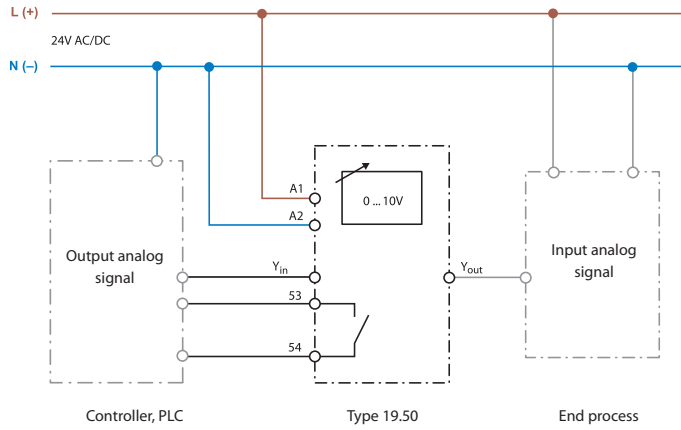 L (+)
24V AC/DC
N (–)
A1
0 ... 10V
A2
Output analog
signal
Yin
Yout
Input analog
signal
53
54
Controller, PLC
Type 19.50
End process